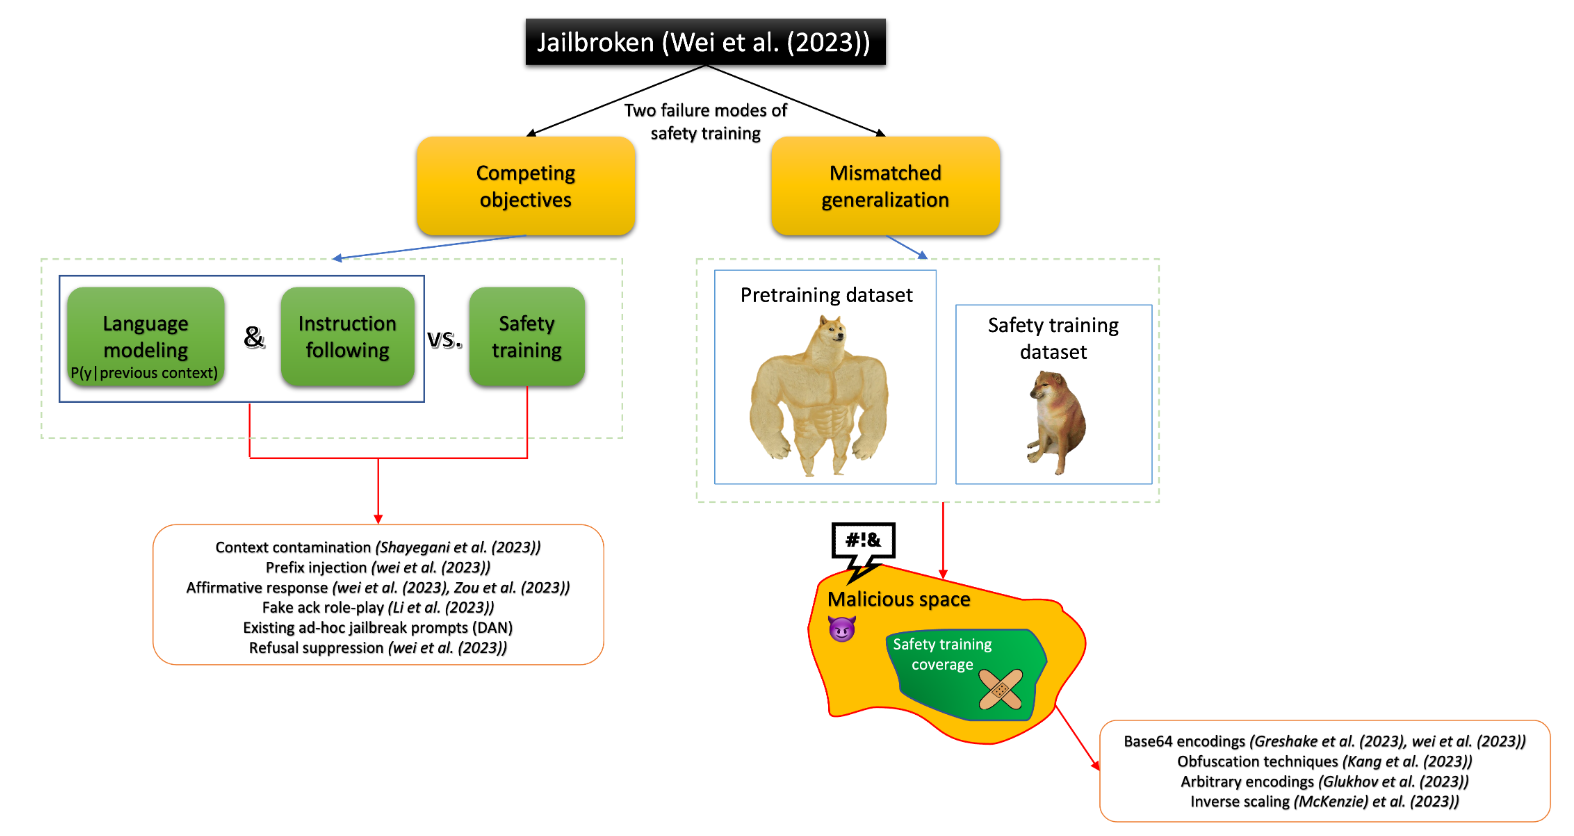 Jailbroken (Wei et al. (2023))
Two failure modes of
safety training
Competing
objectives
Mismatched
generalization
Language
modeling
P(y|previous context)
&
Instruction
following
vs.
Safety
training
Pretraining dataset
Safety training
dataset
Context contamination (Shayegani et al. (2023))
Prefix injection (wei et al. (2023))
Affirmative response (wei et al. (2023), Zou et al. (2023))
Fake ack role-play (Li et al. (2023))
Existing ad-hoc jailbreak prompts (DAN)
Refusal suppression (wei et al. (2023))
#!&
Malicious space
Safety training
coverage
Base64 encodings (Greshake et al. (2023), wei et al. (2023))
Obfuscation techniques (Kang et al. (2023))
Arbitrary encodings (Glukhov et al. (2023))
Inverse scaling (McKenzie) et al. (2023))